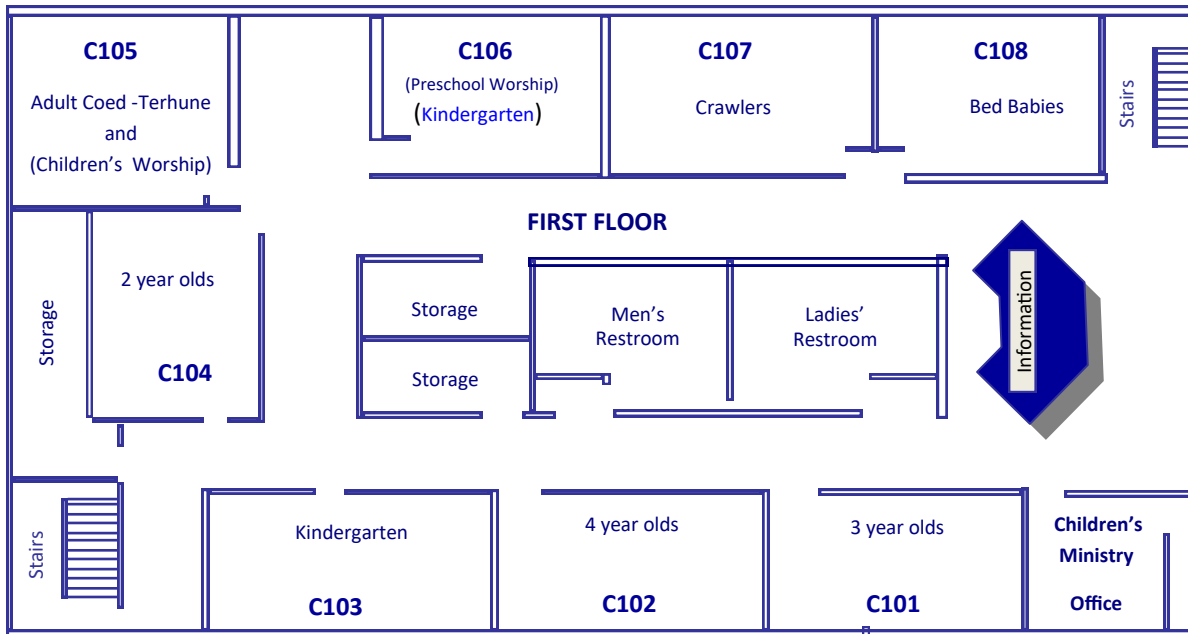 C105
Adult Coed -Terhune
and
(Children's Worship)
C106
(Preschool Worship)
(Kindergarten)
C107
Crawlers
C108
Bed Babies
Stairs
FIRST FLOOR
Storage
2 year olds
C104
Storage
Storage
Men's
Restroom
Ladies'
Restroom
Information
Stairs
Kindergarten
C103
4 year olds
C102
3 year olds
C101
Children's
Ministry
Office